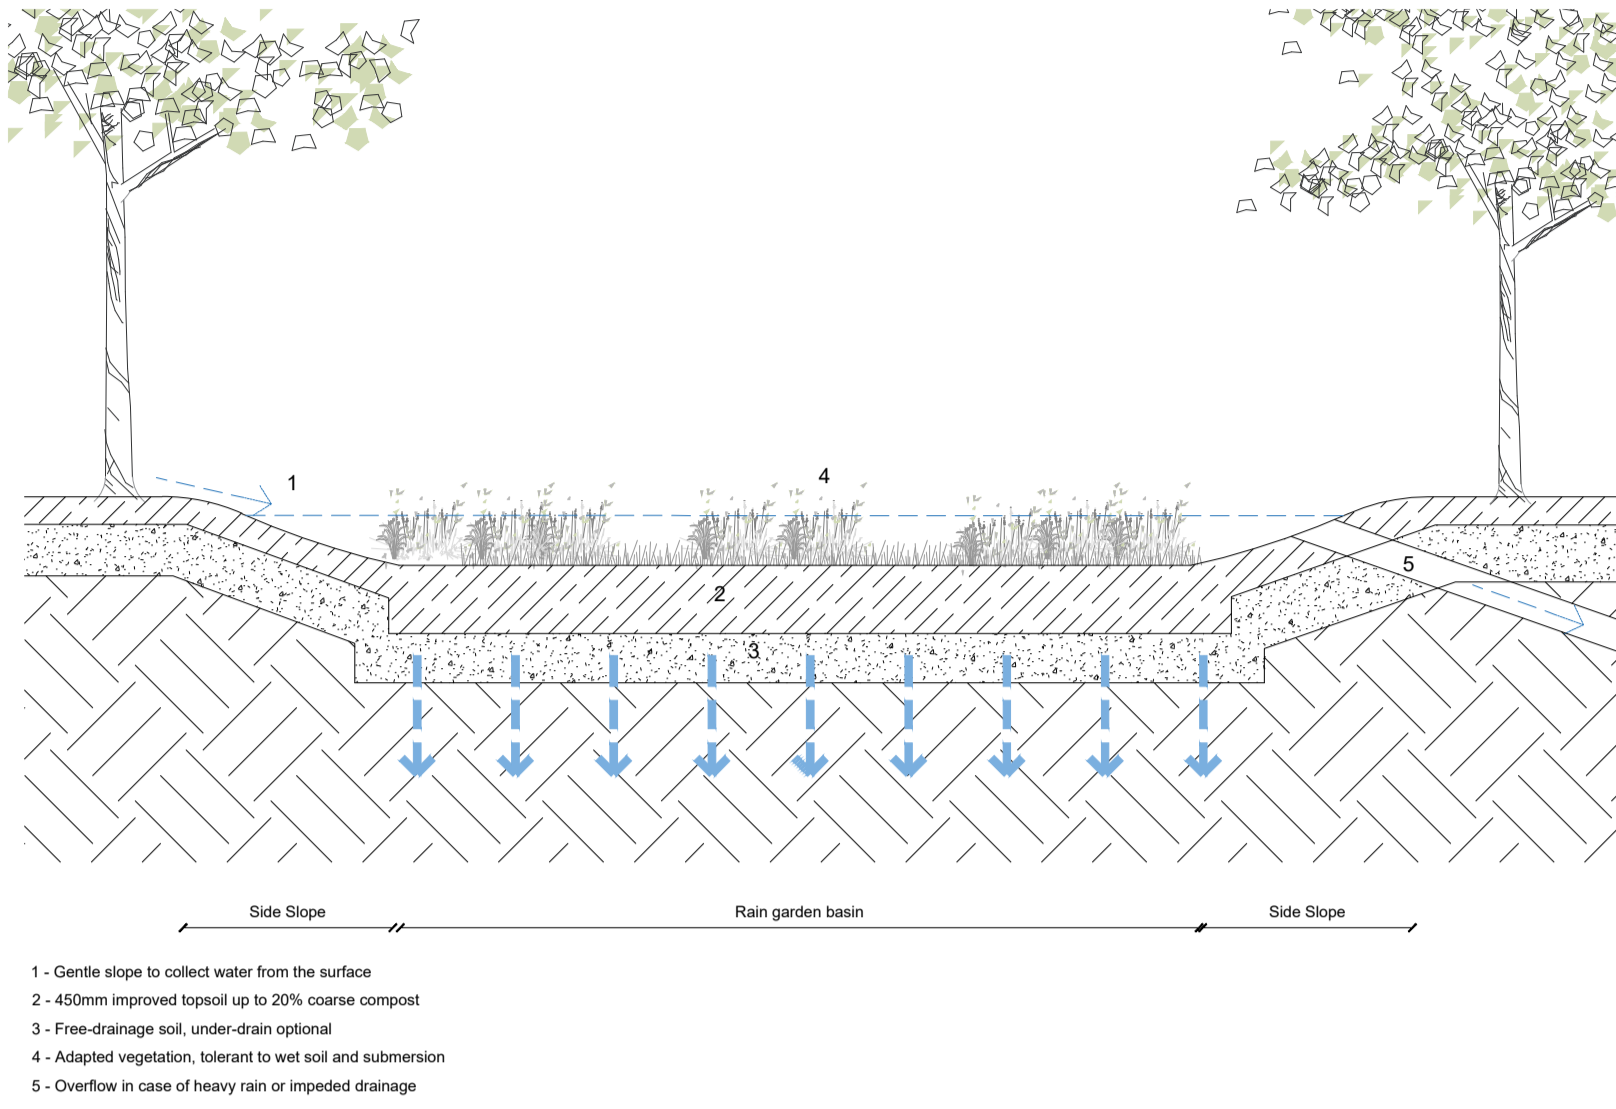 1
4
5
2
3
Side Slope
Rain garden basin
Side Slope
1 - Gentle slope to collect water from the surface
2 - 450mm improved topsoil up to 20% coarse compost
3 - Free-drainage soil, under-drain optional
4 - Adapted vegetation, tolerant to wet soil and submersion
5 - Overflow in case of heavy rain or impeded drainage